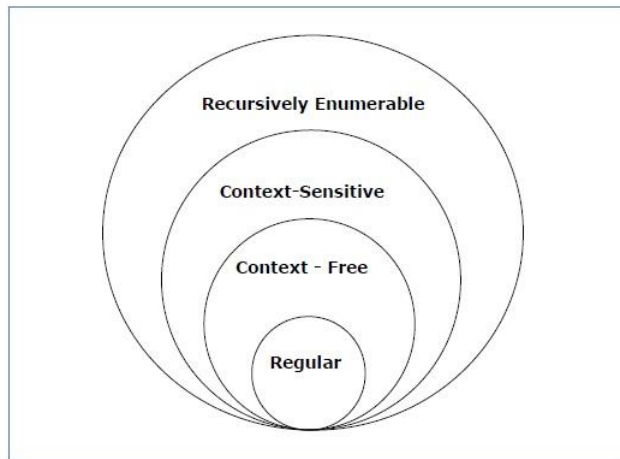 Recursively Enumerable
Context-Sensitive
Context - Free
Regular